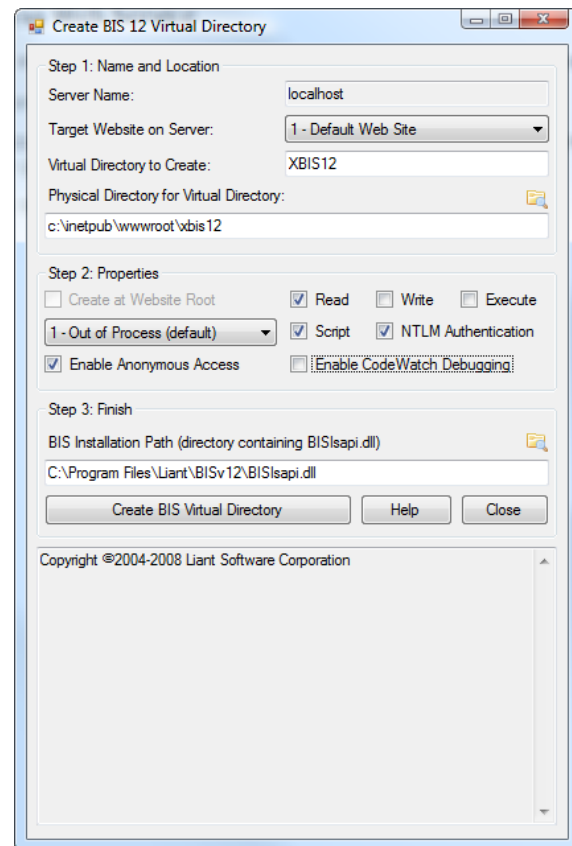 Create BIS 12 Virtual Directory
Step 1: Name and Location
Server Name: localhost
Target Website on Server: 1 - Default Web Site
Virtual Directory to Create: XBIS12
Physical Directory for Virtual Directory:
c:\inetpub\wwwroot\xbis12
Step 2: Properties
Create at Website Root Read Write Execute
1 - Out of Process (default) Script NTLM Authentication
Enable Anonymous Access Enable CodeWatch Debugging
Step 3: Finish
BIS Installation Path (directory containing BISIsapi.dll)
C:\Program Files\Liant\BISv12\BISIsapi.dll
Create BIS Virtual Directory Help Close
Copyright ©2004-2008 Liant Software Corporation